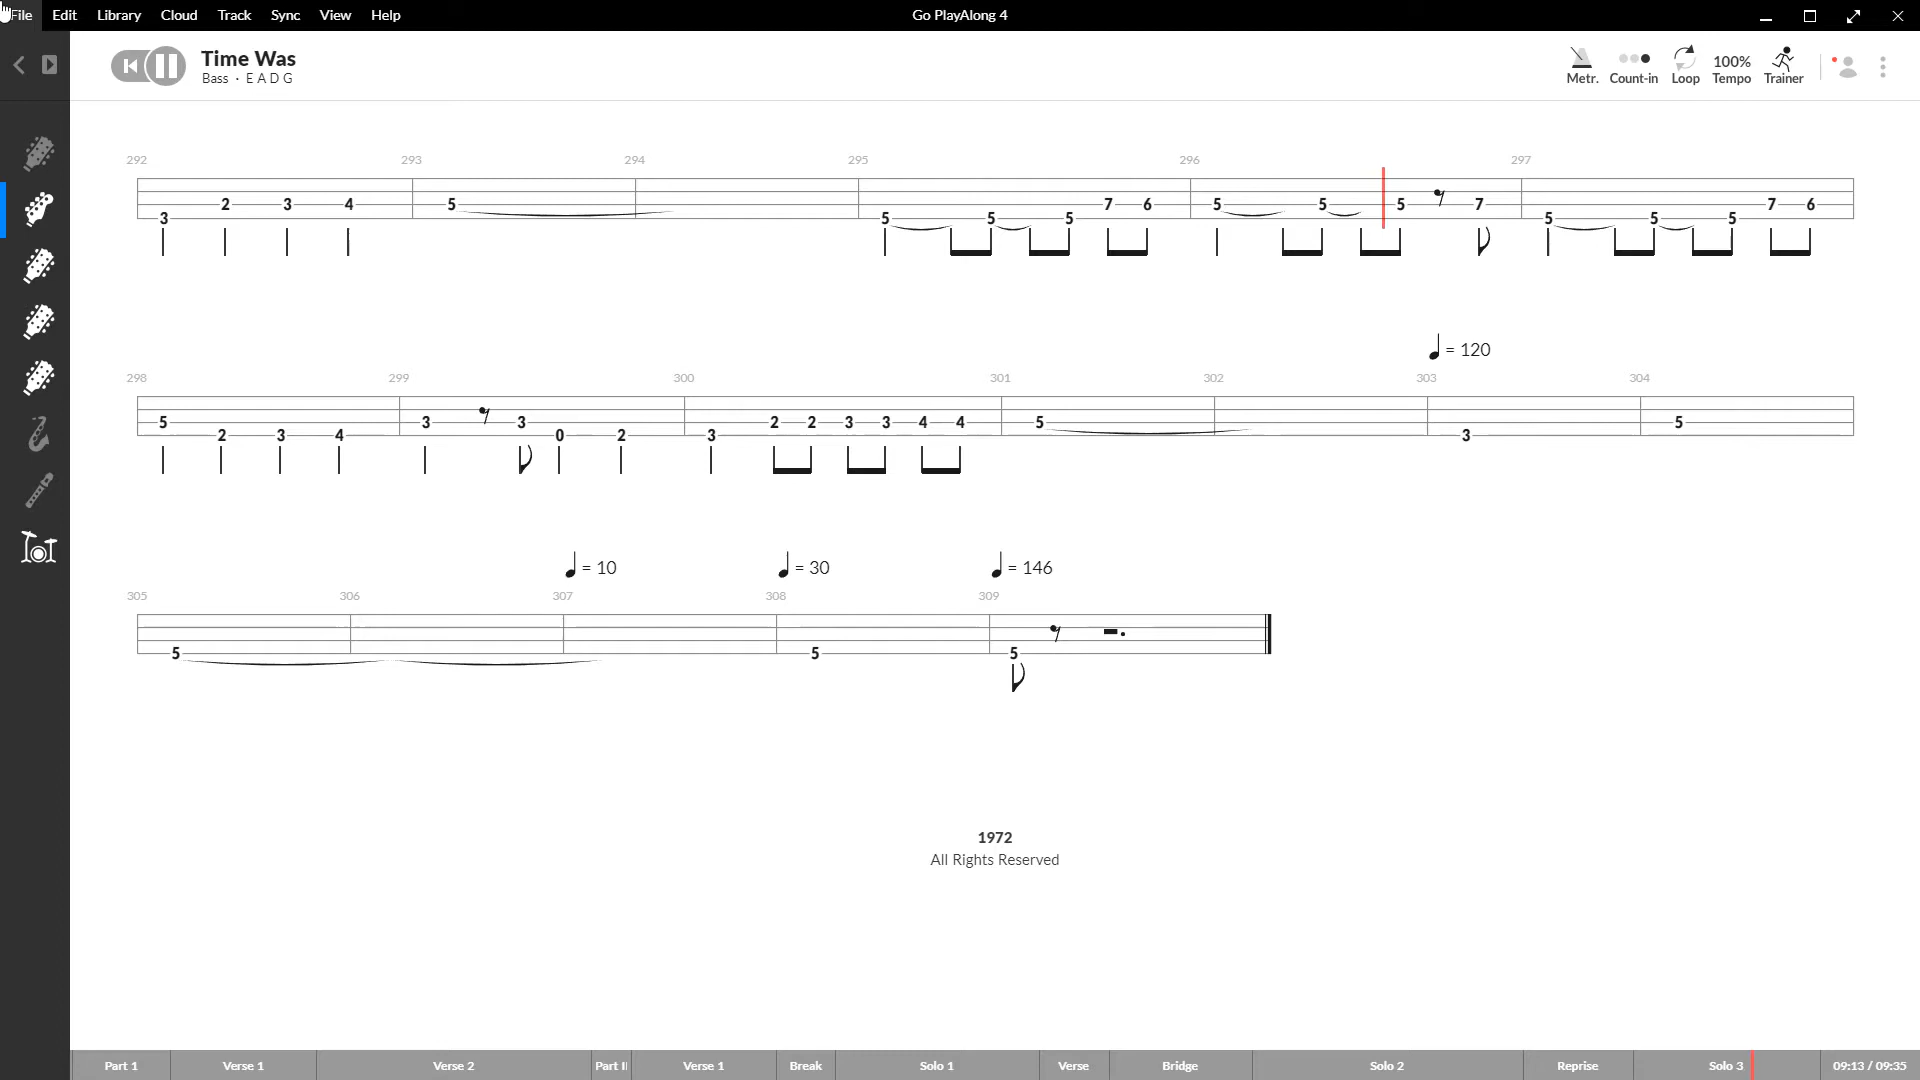 File Edit Library Cloud Track Sync View Help
Go PlayAlong 4
Time Was
Bass · E A D G
Metr. Count-in Loop 100% Tempo Trainer
292 293 294 295 296 297
3 2 3 4 5 5 5 5 7 6 5 5 5 7 5 5 5 7 6
= 120
298 299 300 301 302 303 304
5 2 3 4 3 3 0 2 3 2 2 3 3 4 4 5 3 5
= 10 = 30 = 146
305 306 307 308 309
5 5 5
1972
All Rights Reserved
Part 1 Verse 1 Verse 2 Part II Verse 1 Break Solo 1 Verse Bridge Solo 2 Reprise Solo 3 09:13 / 09:35